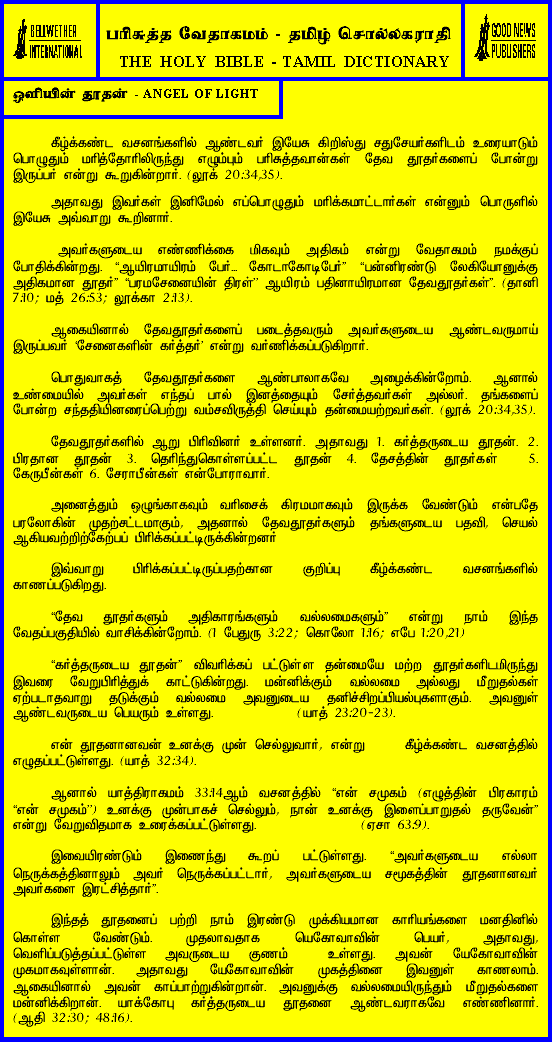 BELLWETHER
INTERNATIONAL
பரிசுத்த வேதாகமம் - தமிழ் சொல்லகராதி
THE HOLY BIBLE - TAMIL DICTIONARY
GOOD NEWS
PUBLISHERS
ஒளியின் தூதன் - ANGEL OF LIGHT
கீழ்க்கண்ட வசனங்களில் ஆண்டவர் இயேசு கிறிஸ்து சதுசேயர்களிடம் உரையாடும்
பொழுதும் மரித்தோரிலிருந்து எழும்பும் பரிசுத்தவான்கள் தேவ தூதர்களைப் போன்று
இருப்பர் என்று கூறுகின்றார். (லூக் 20:34,35).
அதாவது இவர்கள் இனிமேல் எப்பொழுதும் மரிக்கமாட்டார்கள் என்னும் பொருளில்
இயேசு அவ்வாறு கூறினார்.
அவர்களுடைய எண்ணிக்கை மிகவும் அதிகம் என்று வேதாகமம் நமக்குப்
போதிக்கின்றது. “ஆயிரமாயிரம் பேர்... கோடாகோடிபேர்” “பன்னிரண்டு லேகியோனுக்கு
அதிகமான தூதர்” “பரமசேனையின் திரள்” ஆயிரம் பதினாயிரமான தேவதூதர்கள்”. (தானி
7:10; மத் 26:53; லூக்கா 2:13).
ஆகையினால் தேவதூதர்களைப் படைத்தவரும் அவர்களுடைய ஆண்டவருமாய்
இருப்பவர் ‘சேனைகளின் கர்த்தர்’ என்று வர்ணிக்கப்படுகிறார்.
பொதுவாகத் தேவதூதர்களை ஆண்பாலாகவே அழைக்கின்றோம். ஆனால்
உண்மையில் அவர்கள் எந்தப் பால் இனத்தையும் சேர்த்தவர்கள் அல்லர். தங்களைப்
போன்ற சந்ததியினரைப்பெற்று வம்சவிருத்தி செய்யும் தன்மையற்றவர்கள். (லூக் 20:34,35).
தேவதூதர்களில் ஆறு பிரிவினர் உள்ளனர். அதாவது 1. கர்த்தருடைய தூதன். 2.
பிரதான தூதன் 3. தெரிந்துகொள்ளப்பட்ட தூதன் 4. தேசத்தின் தூதர்கள் 5.
கேருபீன்கள் 6. சேராபீன்கள் என்போராவார்.
அனைத்தும் ஒழுங்காகவும் வரிசைக் கிரமமாகவும் இருக்க வேண்டும் என்பதே
பரலோகின் முதற்சட்டமாகும், அதனால் தேவதூதர்களும் தங்களுடைய பதவி, செயல்
ஆகியவற்றிற்கேற்பப் பிரிக்கப்பட்டிருக்கின்றனர்
இவ்வாறு பிரிக்கப்பட்டிருப்பதற்கான குறிப்பு கீழ்க்கண்ட வசனங்களில்
காணப்படுகிறது.
“தேவ தூதர்களும் அதிகாரங்களும் வல்லமைகளும்” என்று நாம் இந்த
வேதப்பகுதியில் வாசிக்கின்றோம். (1 பேதுரு 3:22; கொலோ 1:16; எபே 1:20,21)
“கர்த்தருடைய தூதன்” விவரிக்கப் பட்டுள்ள தன்மையே மற்ற தூதர்களிடமிருந்து
இவரை வேறுபிரித்துக் காட்டுகின்றது. மன்னிக்கும் வல்லமை அல்லது மீறுதல்கள்
ஏற்படாதவாறு தடுக்கும் வல்லமை அவனுடைய தனிச்சிறப்பியல்புகளாகும். அவனுள்
ஆண்டவருடைய பெயரும் உள்ளது. (யாத் 23:20-23).
என் தூதனானவன் உனக்கு முன் செல்லுவார், என்று கீழ்க்கண்ட வசனத்தில்
எழுதப்பட்டுள்ளது. (யாத் 32:34).
ஆனால் யாத்திராகமம் 33:14ஆம் வசனத்தில் “என் சமுகம் (எழுத்தின் பிரகாரம்
“என் சமுகம்”) உனக்கு முன்பாகச் செல்லும், நான் உனக்கு இளைப்பாறுதல் தருவேன்”
என்று வேறுவிதமாக உரைக்கப்பட்டுள்ளது. (ஏசா 63:9).
இவையிரண்டும் இணைந்து கூறப் பட்டுள்ளது. “அவர்களுடைய எல்லா
நெருக்கத்தினாலும் அவர் நெருக்கப்பட்டார், அவர்களுடைய சமூகத்தின் தூதனானவர்
அவர்களை இரட்சித்தார்”.
இந்தத் தூதனைப் பற்றி நாம் இரண்டு முக்கியமான காரியங்களை மனதினில்
கொள்ள வேண்டும். முதலாவதாக யெகோவாவின் பெயர், அதாவது,
வெளிப்படுத்தப்பட்டுள்ள அவருடைய குணம் உள்ளது. அவன் யேகோவாவின்
முகமாகவுள்ளான். அதாவது யேகோவாவின் முகத்தினை இவனுள் காணலாம்.
ஆகையினால் அவன் காப்பாற்றுகின்றான். அவனுக்கு வல்லமையிருந்தும் மீறுதல்களை
மன்னிக்கிறான். யாக்கோபு கர்த்தருடைய தூதனை ஆண்டவராகவே எண்ணினார்.
(ஆதி 32:30; 48:16).